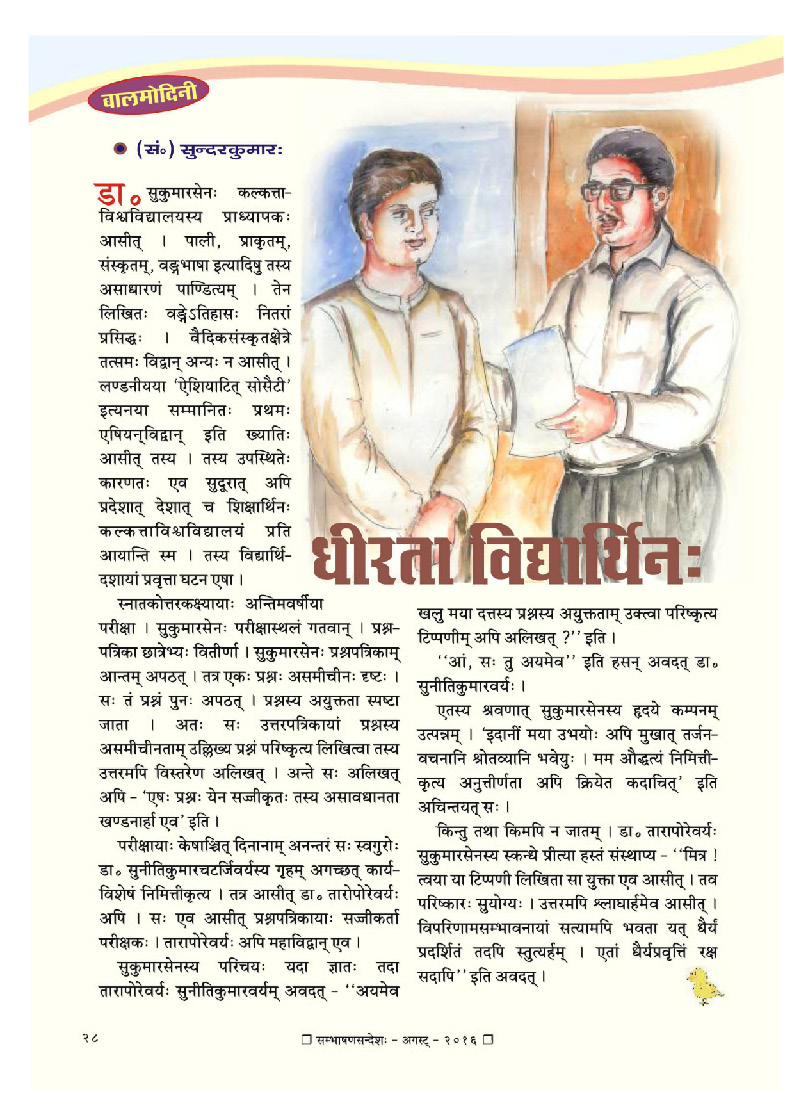 बालमोदिनी
(सं॰) सुन्दरकुमारः
डा॰ सुकुमारसेनः कल्कत्ता-
विश्वविद्यालयस्य प्राध्यापकः
आसीत् । पाली, प्राकृतम्,
संस्कृतम्, वङ्गभाषा इत्यादिषु तस्य
असाधारणं पाण्डित्यम् । तेन
लिखितः वङ्गेऽतिहासः नितरां
प्रसिद्धः । वैदिकसंस्कृतक्षेत्रे
तत्समः विद्वान् अन्यः न आसीत् ।
लण्डनीयया 'ऐशियाटित् सोसैटी'
इत्यनया सम्मानितः प्रथमः
एषियन्‌विद्वान् इति ख्यातिः
आसीत् तस्य । तस्य उपस्थितेः
कारणतः एव सुदूरात् अपि
प्रदेशात् देशात् च शिक्षार्थिनः
कल्कत्ताविश्वविद्यालयं प्रति
आयान्ति स्म । तस्य विद्यार्थि-
दशायां प्रवृत्ता घटन एषा ।
धीरता विद्यार्थिनः
स्नातकोत्तरकक्ष्यायाः अन्तिमवर्षीया
परीक्षा । सुकुमारसेनः परीक्षास्थलं गतवान् । प्रश्न-
पत्रिका छात्रेभ्यः वितीर्णा । सुकुमारसेनः प्रश्नपत्रिकाम्
आन्तम् अपठत् । तत्र एकः प्रश्नः असमीचीनः दृष्टः ।
सः तं प्रश्नं पुनः अपठत् । प्रश्नस्य अयुक्तता स्पष्टा
जाता । अतः सः उत्तरपत्रिकायां प्रश्नस्य
असमीचीनताम् उल्लिख्य प्रश्नं परिष्कृत्य लिखित्वा तस्य
उत्तरमपि विस्तरेण अलिखत् । अन्ते सः अलिखत्
अपि - 'एषः प्रश्नः येन सज्जीकृतः तस्य असावधानता
खण्डनार्हा एव' इति ।
परीक्षायाः केषाञ्चित् दिनानाम् अनन्तरं सः स्वगुरोः
डा॰ सुनीतिकुमारचटर्जिवर्यस्य गृहम् अगच्छत् कार्य-
विशेषं निमित्तीकृत्य । तत्र आसीत् डा॰ तारोपोरेवर्यः
अपि । सः एव आसीत् प्रश्नपत्रिकायाः सज्जीकर्ता
परीक्षकः । तारापोरेवर्यः अपि महाविद्वान् एव ।
सुकुमारसेनस्य परिचयः यदा ज्ञातः तदा
तारापोरेवर्यः सुनीतिकुमारवर्यम् अवदत् - ''अयमेव
खलु मया दत्तस्य प्रश्नस्य अयुक्तताम् उक्त्वा परिष्कृत्य
टिप्पणीम् अपि अलिखत् ?'' इति ।
''आं, सः तु अयमेव'' इति हसन् अवदत् डा॰
सुनीतिकुमारवर्यः ।
एतस्य श्रवणात् सुकुमारसेनस्य हृदये कम्पनम्
उत्पन्नम् । 'इदानीं मया उभयोः अपि मुखात् तर्जन-
वचनानि श्रोतव्यानि भवेयुः । मम औद्धत्यं निमित्ती-
कृत्य अनुत्तीर्णता अपि क्रियेत कदाचित्' इति
अचिन्तयत् सः ।
किन्तु तथा किमपि न जातम् । डा॰ तारापोरेवर्यः
सुकुमारसेनस्य स्कन्धे प्रीत्या हस्तं संस्थाप्य - ''मित्र !
त्वया या टिप्पणी लिखिता सा युक्ता एव आसीत् । तव
परिष्कारः सुयोग्यः । उत्तरमपि श्लाघार्हमेव आसीत् ।
विपरिणामसम्भावनायां सत्यामपि भवता यत् धैर्यं
प्रदर्शितं तदपि स्तुत्यर्हम् । एतां धैर्यप्रवृत्तिं रक्ष
सदापि'' इति अवदत् ।
२८
❐ सम्भाषणसन्देशः - अगस्ट् - २०१६ ❐